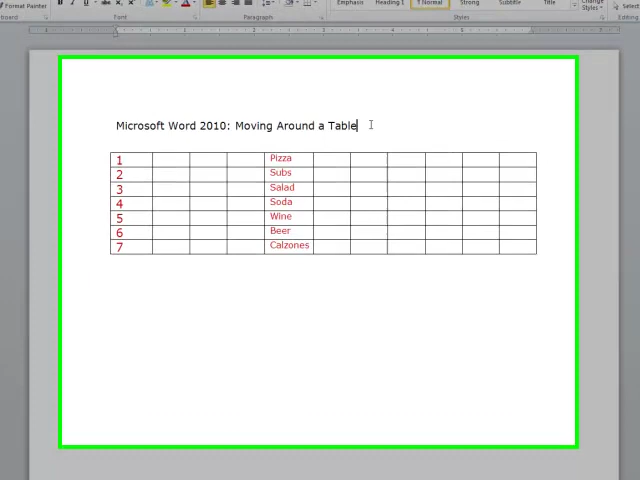 Format Painter
Emphasis Heading 1 ¶ Normal Strong Subtitle Title
Change Styles
Select
Font Paragraph Styles
Microsoft Word 2010: Moving Around a Table
1 Pizza
2 Subs
3 Salad
4 Soda
5 Wine
6 Beer
7 Calzones